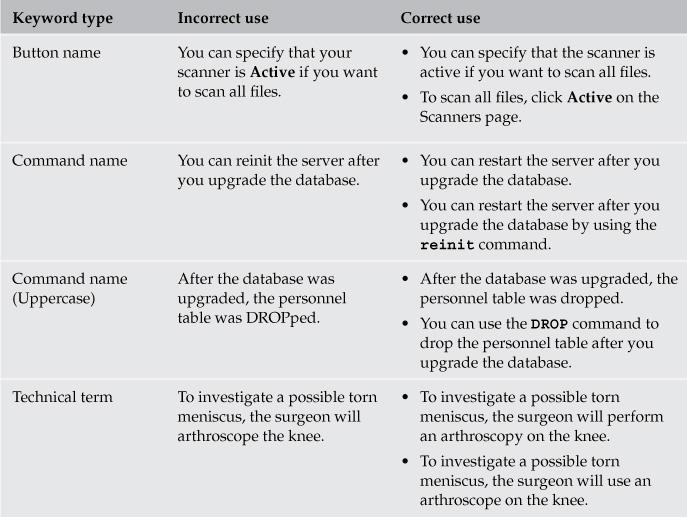 Keyword type Incorrect use Correct use
Button name
You can specify that your
scanner is Active if you want
to scan all files.
• You can specify that the scanner is
active if you want to scan all files.
• To scan all files, click Active on the
Scanners page.
Command name
You can reinit the server after
you upgrade the database.
• You can restart the server after you
upgrade the database.
• You can restart the server after you
upgrade the database by using the
reinit command.
Command name
(Uppercase)
After the database was
upgraded, the personnel
table was DROPped.
• After the database was upgraded, the
personnel table was dropped.
• You can use the DROP command to
drop the personnel table after you
upgrade the database.
Technical term
To investigate a possible torn
meniscus, the surgeon will
arthroscope the knee.
• To investigate a possible torn
meniscus, the surgeon will perform
an arthroscopy on the knee.
• To investigate a possible torn
meniscus, the surgeon will use an
arthroscope on the knee.